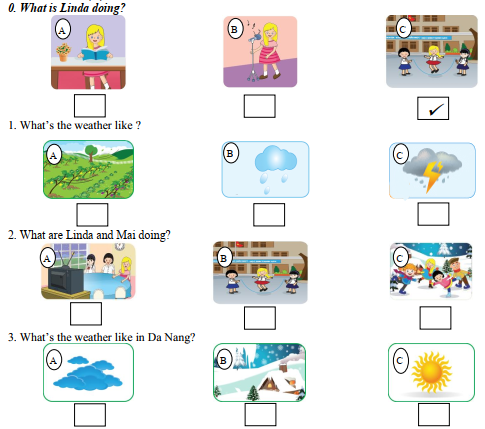 0. What is Linda doing?
A B C
1. What's the weather like ?
A B C
2. What are Linda and Mai doing?
A B C
3. What's the weather like in Da Nang?
A B C